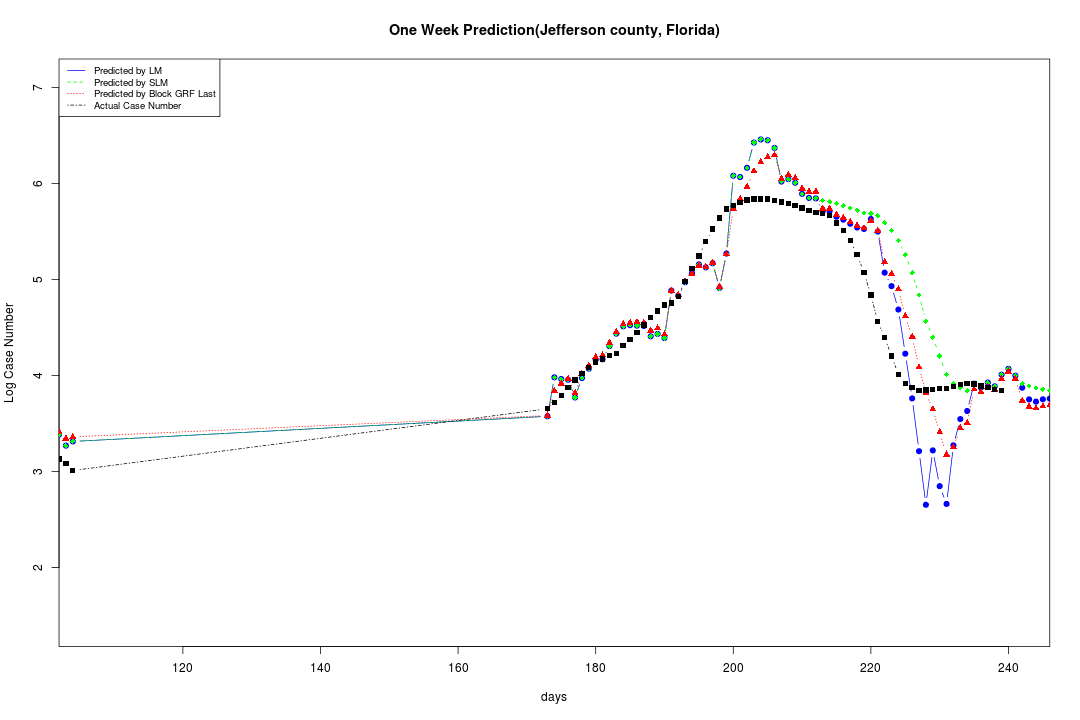 One Week Prediction(Jefferson county, Florida)
Predicted by LM
Predicted by SLM
Predicted by Block GRF Last
Actual Case Number
Log Case Number
7
6
5
4
3
2
120 140 160 180 200 220 240
days